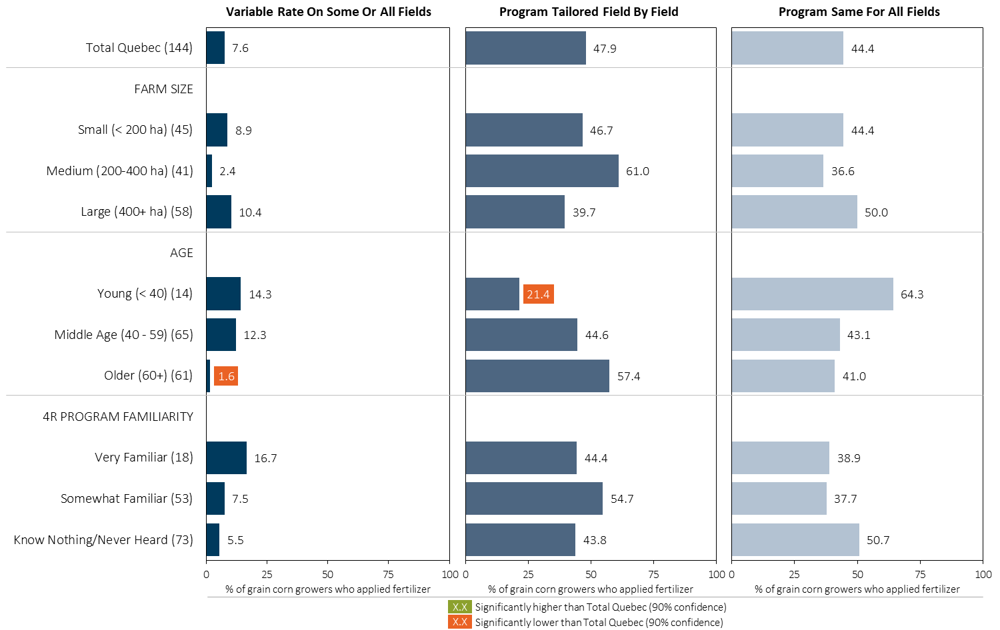 Variable Rate On Some Or All Fields Program Tailored Field By Field Program Same For All Fields
Total Quebec (144) 7.6 47.9 44.4
FARM SIZE
Small (< 200 ha) (45) 8.9 46.7 44.4
Medium (200-400 ha) (41) 2.4 61.0 36.6
Large (400+ ha) (58) 10.4 39.7 50.0
AGE
Young (< 40) (14) 14.3 21.4 64.3
Middle Age (40 - 59) (65) 12.3 44.6 43.1
Older (60+) (61) 1.6 57.4 41.0
4R PROGRAM FAMILIARITY
Very Familiar (18) 16.7 44.4 38.9
Somewhat Familiar (53) 7.5 54.7 37.7
Know Nothing/Never Heard (73) 5.5 43.8 50.7
0 25 50 75 100 0 25 50 75 100 0 25 50 75 100
% of grain corn growers who applied fertilizer % of grain corn growers who applied fertilizer % of grain corn growers who applied fertilizer
X.X Significantly higher than Total Quebec (90% confidence)
X.X Significantly lower than Total Quebec (90% confidence)